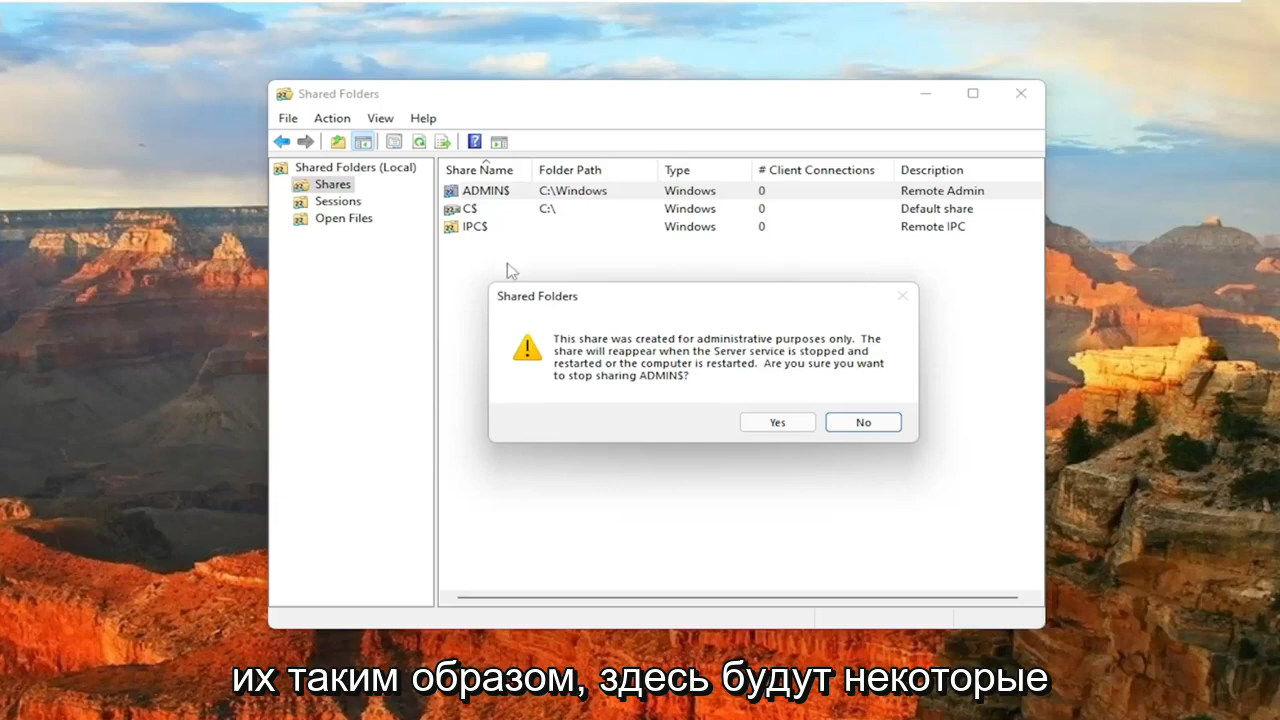 Shared Folders
File Action View Help
Shared Folders (Local)
Shares
Sessions
Open Files
Share Name Folder Path Type # Client Connections Description
ADMIN$ C:\Windows Windows 0 Remote Admin
C$ C:\ Windows 0 Default share
IPC$ Windows 0 Remote IPC
Shared Folders
This share was created for administrative purposes only. The
share will reappear when the Server service is stopped and
restarted or the computer is restarted. Are you sure you want
to stop sharing ADMIN$?
Yes No
их таким образом, здесь будут некоторые